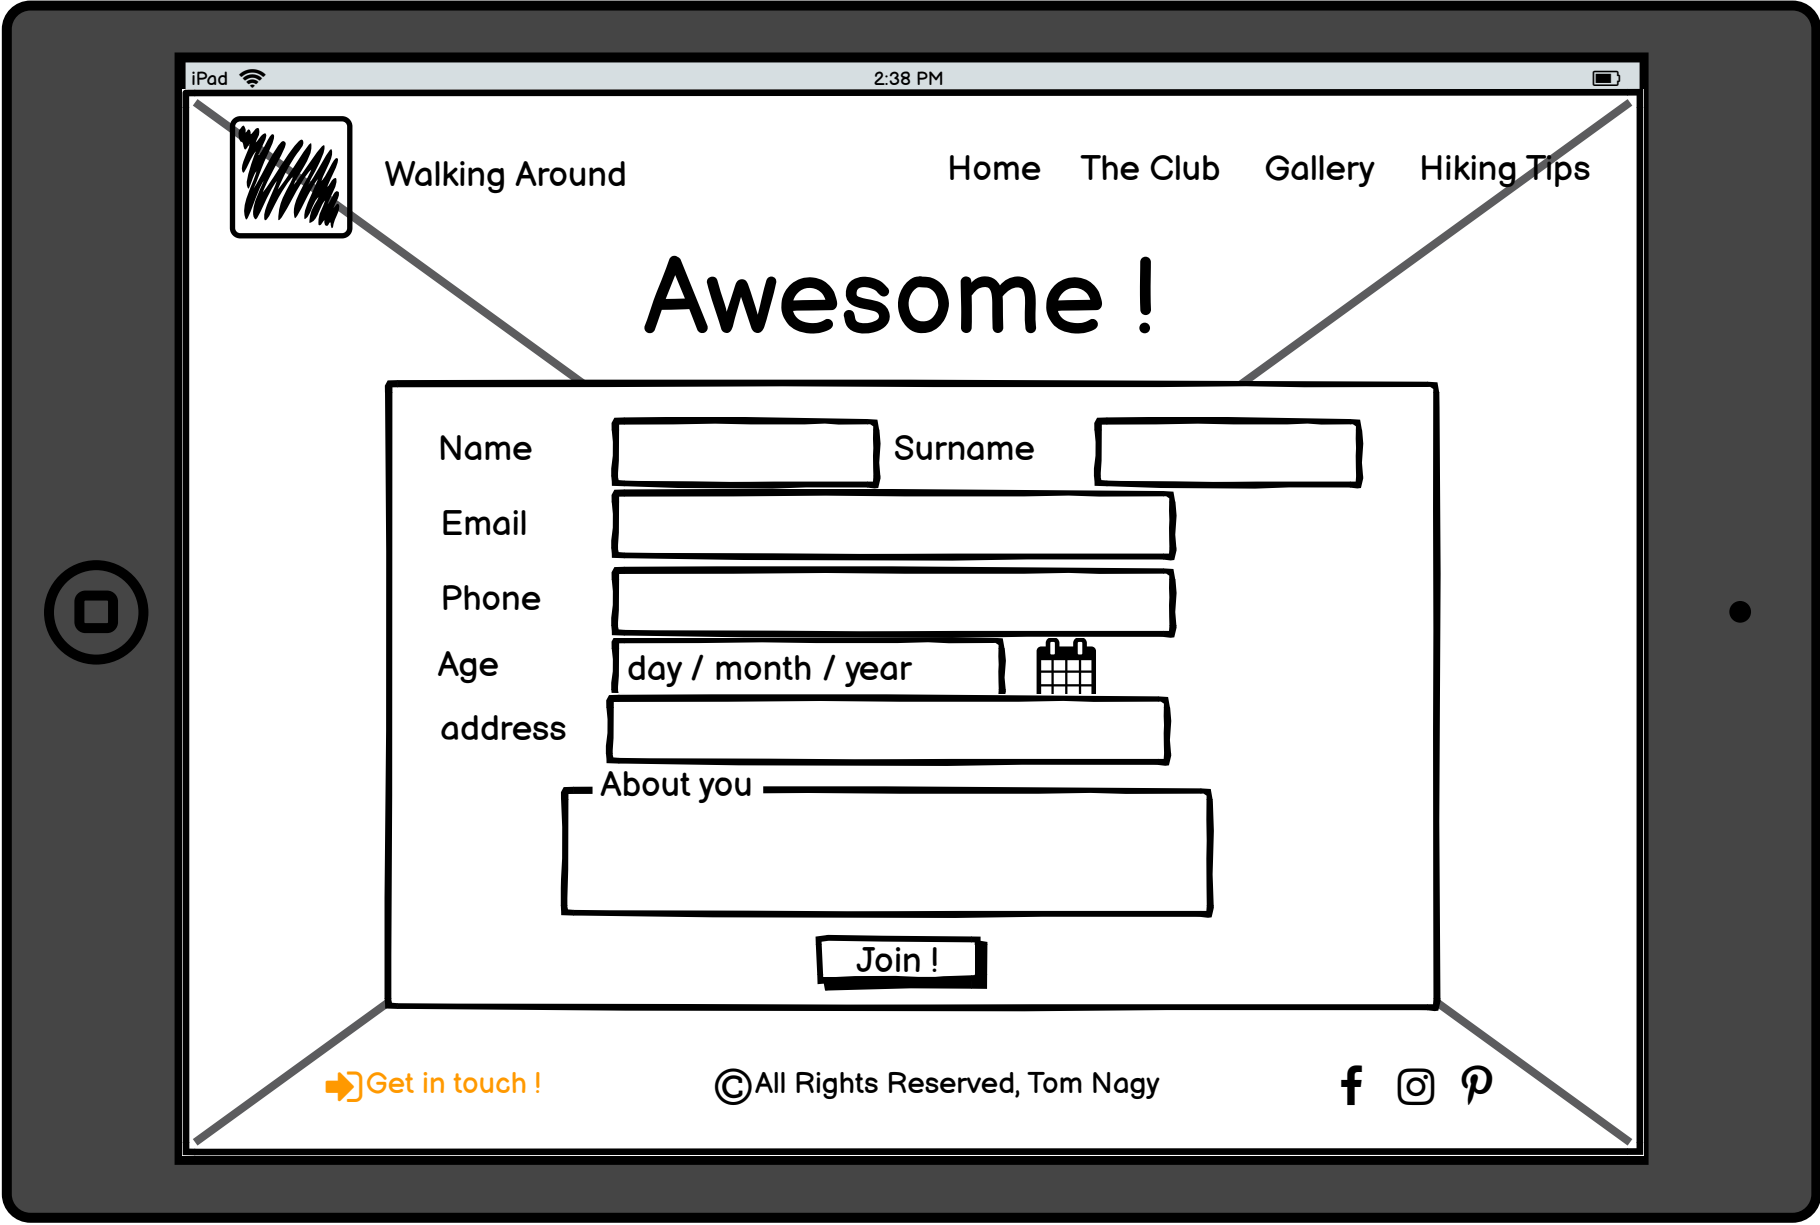 iPad 2:38 PM
Walking Around Home The Club Gallery Hiking Tips
Awesome !
Name Surname
Email
Phone
Age day / month / year
address
About you
Join !
Get in touch ! ©All Rights Reserved, Tom Nagy